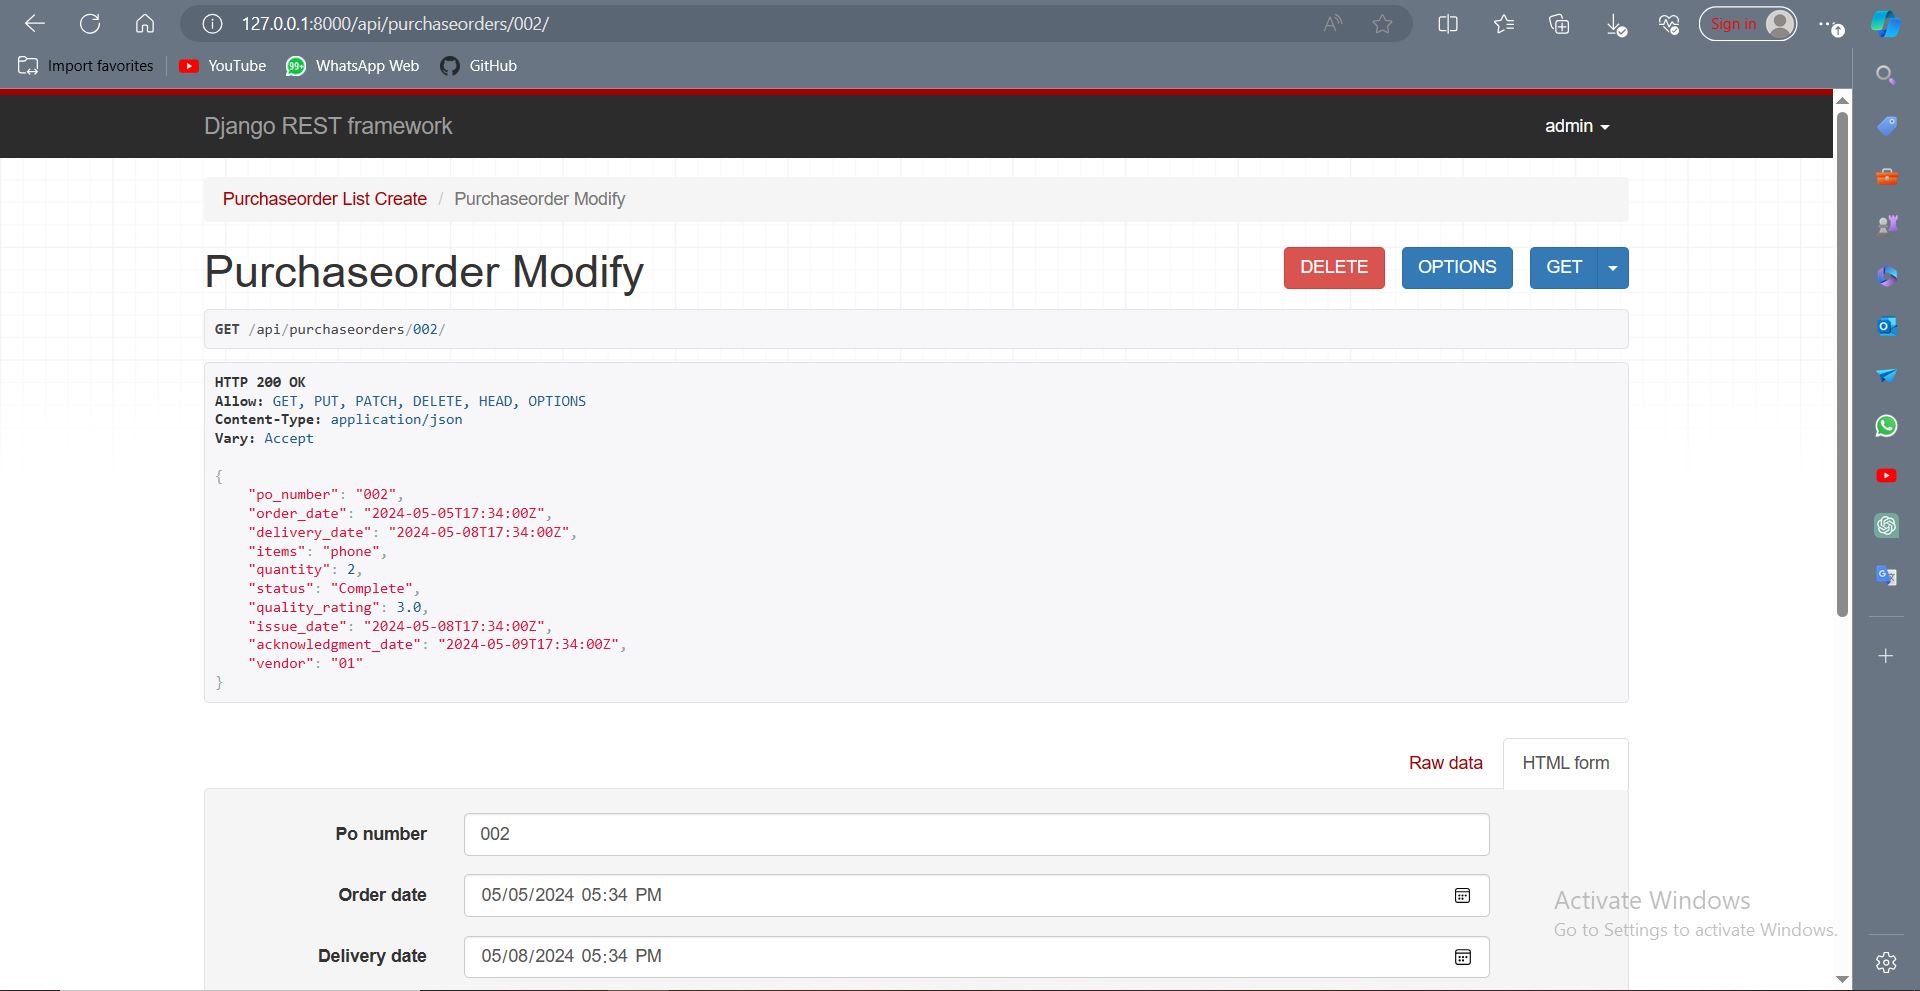 127.0.0.1:8000/api/purchaseorders/002/
Sign in
Import favorites
YouTube
99+
WhatsApp Web
GitHub
Django REST framework
admin
Purchaseorder List Create / Purchaseorder Modify
Purchaseorder Modify
DELETE
OPTIONS
GET
GET /api/purchaseorders/002/
HTTP 200 OK
Allow: GET, PUT, PATCH, DELETE, HEAD, OPTIONS
Content-Type: application/json
Vary: Accept
{
"po_number": "002",
"order_date": "2024-05-05T17:34:00Z",
"delivery_date": "2024-05-08T17:34:00Z",
"items": "phone",
"quantity": 2,
"status": "Complete",
"quality_rating": 3.0,
"issue_date": "2024-05-08T17:34:00Z",
"acknowledgment_date": "2024-05-09T17:34:00Z",
"vendor": "01"
}
Raw data
HTML form
Po number
002
Order date
05/05/2024 05:34 PM
Delivery date
05/08/2024 05:34 PM
Activate Windows
Go to Settings to activate Windows.